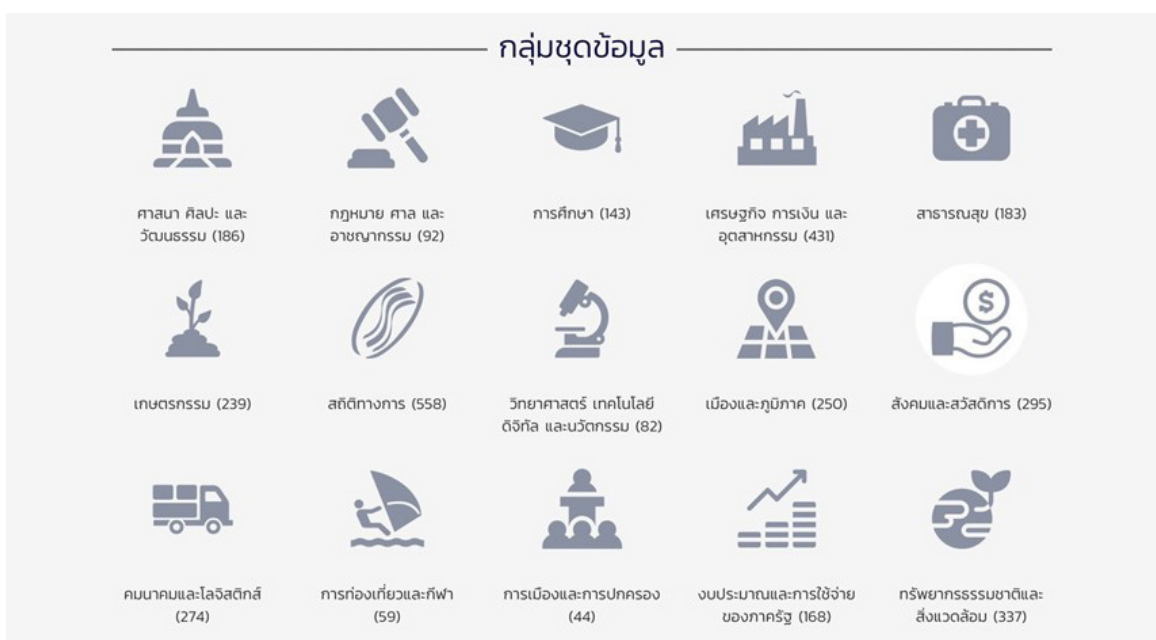 กลุ่มชุดข้อมูล
ศาสนา ศิลปะ และ
วัฒนธรรม (186)
กฎหมาย ศาล และ
อาชญากรรม (92)
การศึกษา (143)
เศรษฐกิจ การเงิน และ
อุตสาหกรรม (431)
สาธารณสุข (183)
เกษตรกรรม (239)
สถิติทางการ (558)
วิทยาศาสตร์ เทคโนโลยี
ดิจิทัล และนวัตกรรม (82)
เมืองและภูมิภาค (250)
สังคมและสวัสดิการ (295)
คมนาคมและโลจิสติกส์
(274)
การท่องเที่ยวและกีฬา
(59)
การเมืองและการปกครอง
(44)
งบประมาณและการใช้จ่าย
ของภาครัฐ (168)
ทรัพยากรธรรมชาติและ
สิ่งแวดล้อม (337)